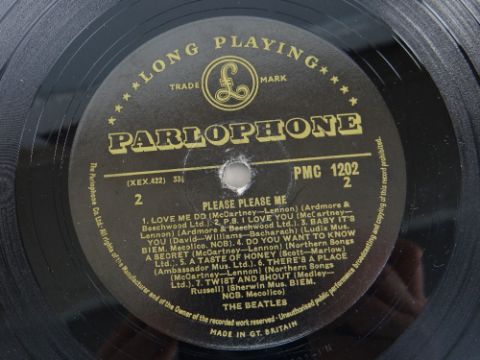 LONG PLAYING
TRADE MARK
£
PARLOPHONE
(XEX.422) 33⅓
PMC 1202
2
2
PLEASE PLEASE ME
1. LOVE ME DO (McCartney—Lennon) (Ardmore &
Beechwood Ltd.) 2. P.S. I LOVE YOU (McCartney—
Lennon) (Ardmore & Beechwood Ltd.) 3. BABY IT'S
YOU (David—Williams—Bacharach) (Ludix Mus.
BIEM. Mecolico. NCB). 4. DO YOU WANT TO KNOW
A SECRET (McCartney—Lennon) (Northern Songs
Ltd.). 5. A TASTE OF HONEY (Scott—Marlow)
(Ambassador Mus Ltd.) 6. THERE'S A PLACE
(McCartney—Lennon) (Northern Songs
Ltd.) 7. TWIST AND SHOUT (Medley—
Russell) (Sherwin Mus. BIEM.
NCB. Mecolico)
THE BEATLES
The Parlophone Co. Ltd. All rights of the Manufacturer and of the Owner of the recorded work reserved—Unauthorised public performance broadcasting and copying of this record prohibited.
MADE IN GT. BRITAIN